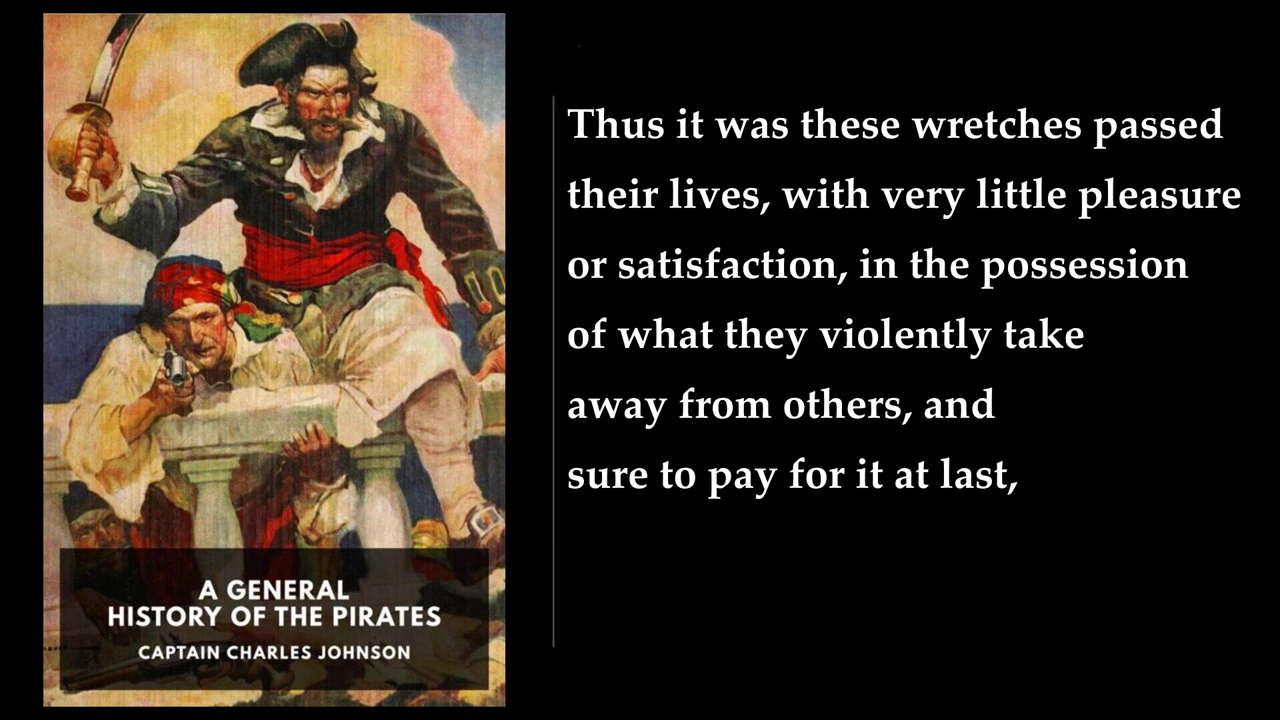 A GENERAL
HISTORY OF THE PIRATES
CAPTAIN CHARLES JOHNSON
Thus it was these wretches passed
their lives, with very little pleasure
or satisfaction, in the possession
of what they violently take
away from others, and
sure to pay for it at last,